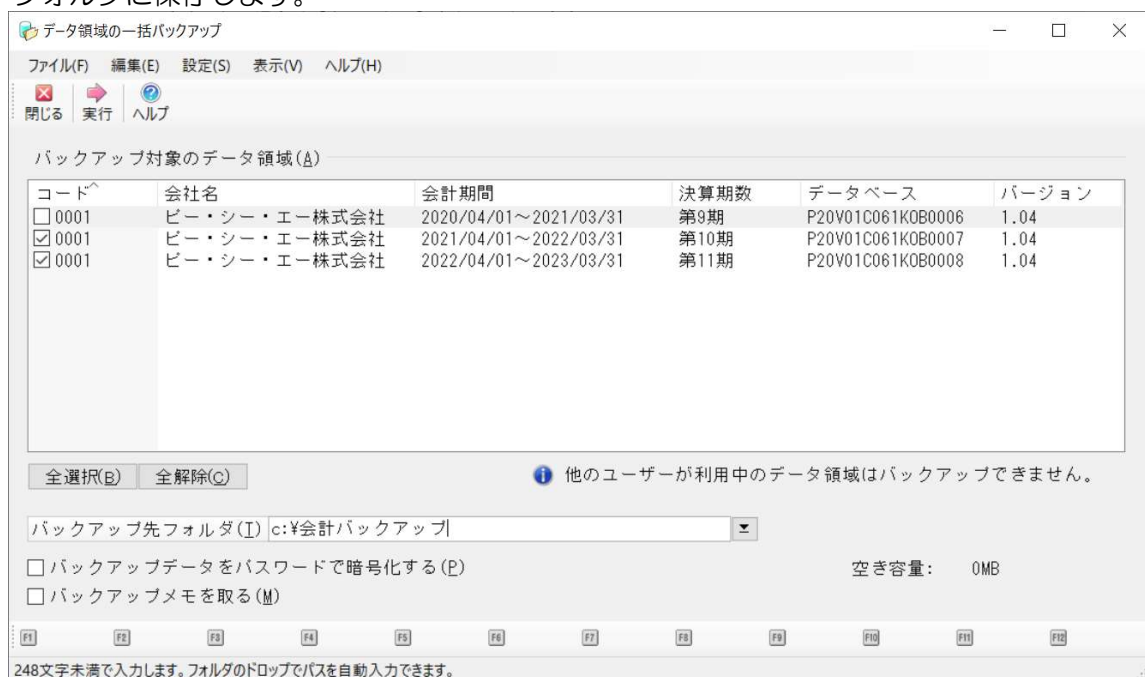 フォルダに保存します。
データ領域の一括バックアップ
ファイル(F) 編集(E) 設定(S) 表示(V) ヘルプ(H)
閉じる 実行 ヘルプ
バックアップ対象のデータ領域(A)
コード^ 会社名 会計期間 決算期数 データベース バージョン
0001 ビー・シー・エー株式会社 2020/04/01～2021/03/31 第9期 P20V01C061KOB0006 1.04
0001 ビー・シー・エー株式会社 2021/04/01～2022/03/31 第10期 P20V01C061KOB0007 1.04
0001 ビー・シー・エー株式会社 2022/04/01～2023/03/31 第11期 P20V01C061KOB0008 1.04
全選択(B) 全解除(C) 他のユーザーが利用中のデータ領域はバックアップできません。
バックアップ先フォルダ(T) c:¥会計バックアップ
バックアップデータをパスワードで暗号化する(P) 空き容量: 0MB
バックアップメモを取る(M)
F1 F2 F3 F4 F5 F6 F7 F8 F9 F10 F11 F12
248文字未満で入力します。フォルダのドロップでパスを自動入力できます。